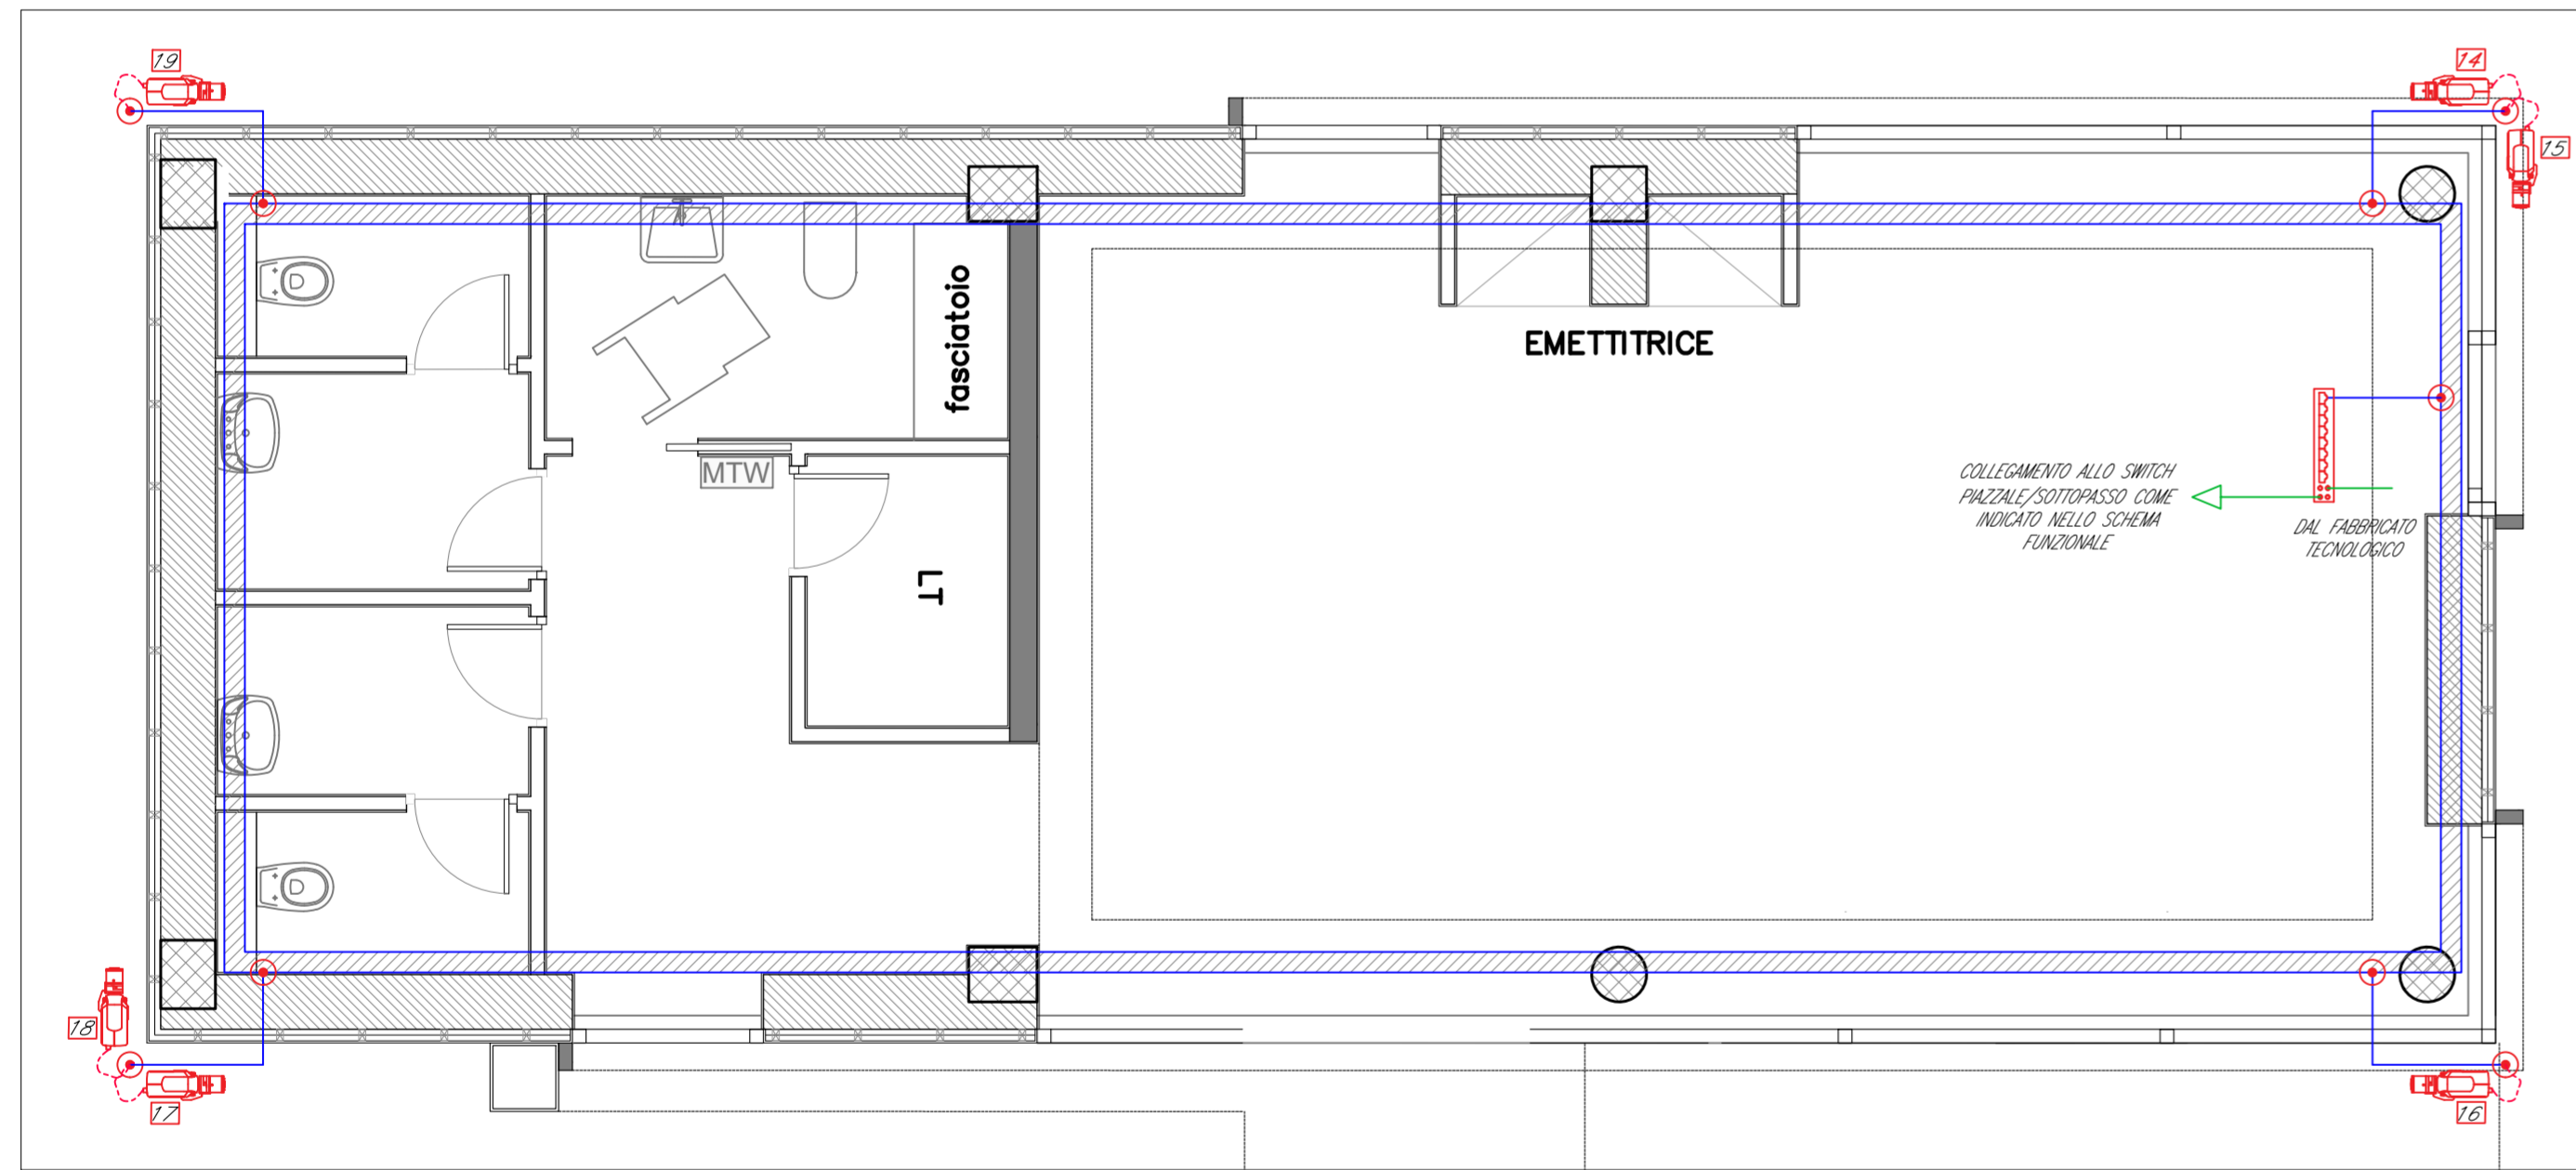 19
14
15
fasciatoio
EMETTITRICE
MTW
COLLEGAMENTO ALLO SWITCH
PIAZZALE/SOTTOPASSO COME
INDICATO NELLO SCHEMA
FUNZIONALE
DAL FABBRICATO
TECNOLOGICO
LT
18
17
16